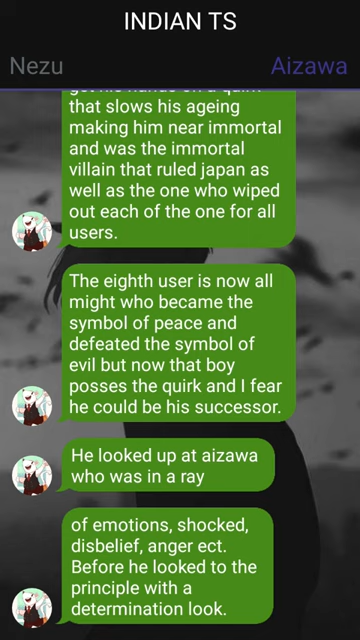 INDIAN TS
Nezu
Aizawa
that slows his ageing
making him near immortal
and was the immortal
villain that ruled japan as
well as the one who wiped
out each of the one for all
users.
The eighth user is now all
might who became the
symbol of peace and
defeated the symbol of
evil but now that boy
posses the quirk and I fear
he could be his successor.
He looked up at aizawa
who was in a ray
of emotions, shocked,
disbelief, anger ect.
Before he looked to the
principle with a
determination look.